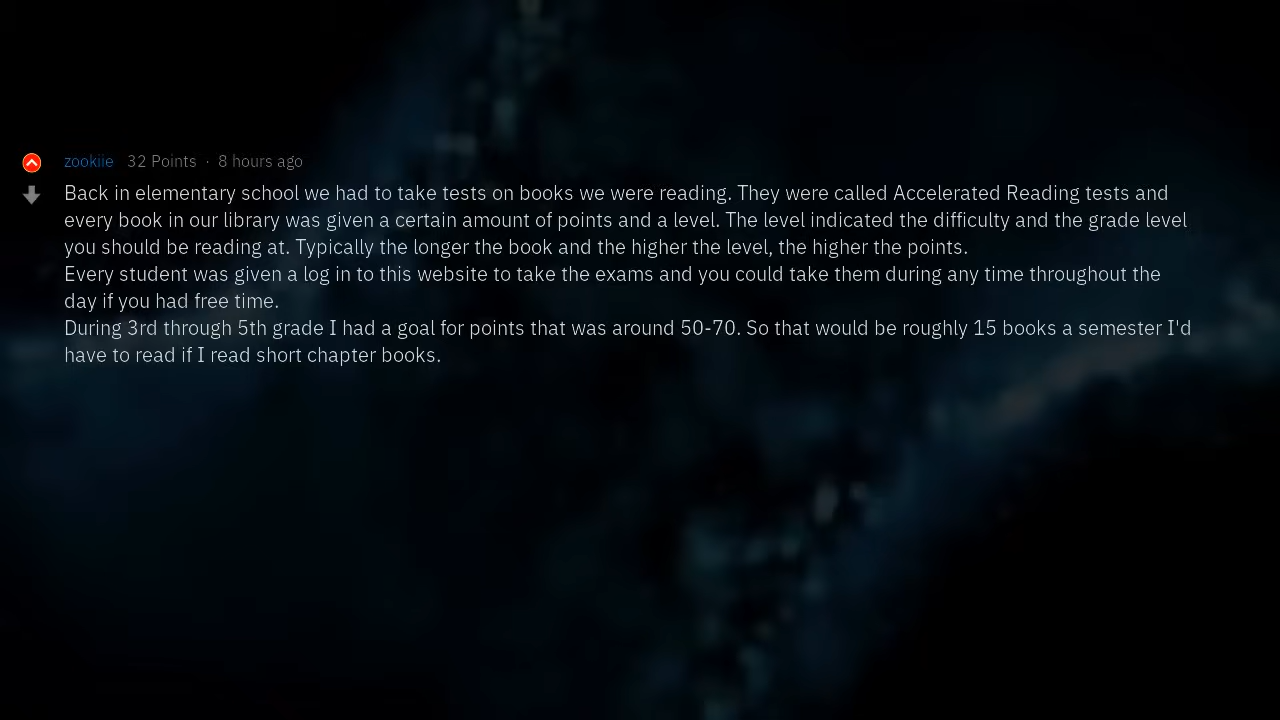 zookiie 32 Points · 8 hours ago
Back in elementary school we had to take tests on books we were reading. They were called Accelerated Reading tests and
every book in our library was given a certain amount of points and a level. The level indicated the difficulty and the grade level
you should be reading at. Typically the longer the book and the higher the level, the higher the points.
Every student was given a log in to this website to take the exams and you could take them during any time throughout the
day if you had free time.
During 3rd through 5th grade I had a goal for points that was around 50-70. So that would be roughly 15 books a semester I'd
have to read if I read short chapter books.